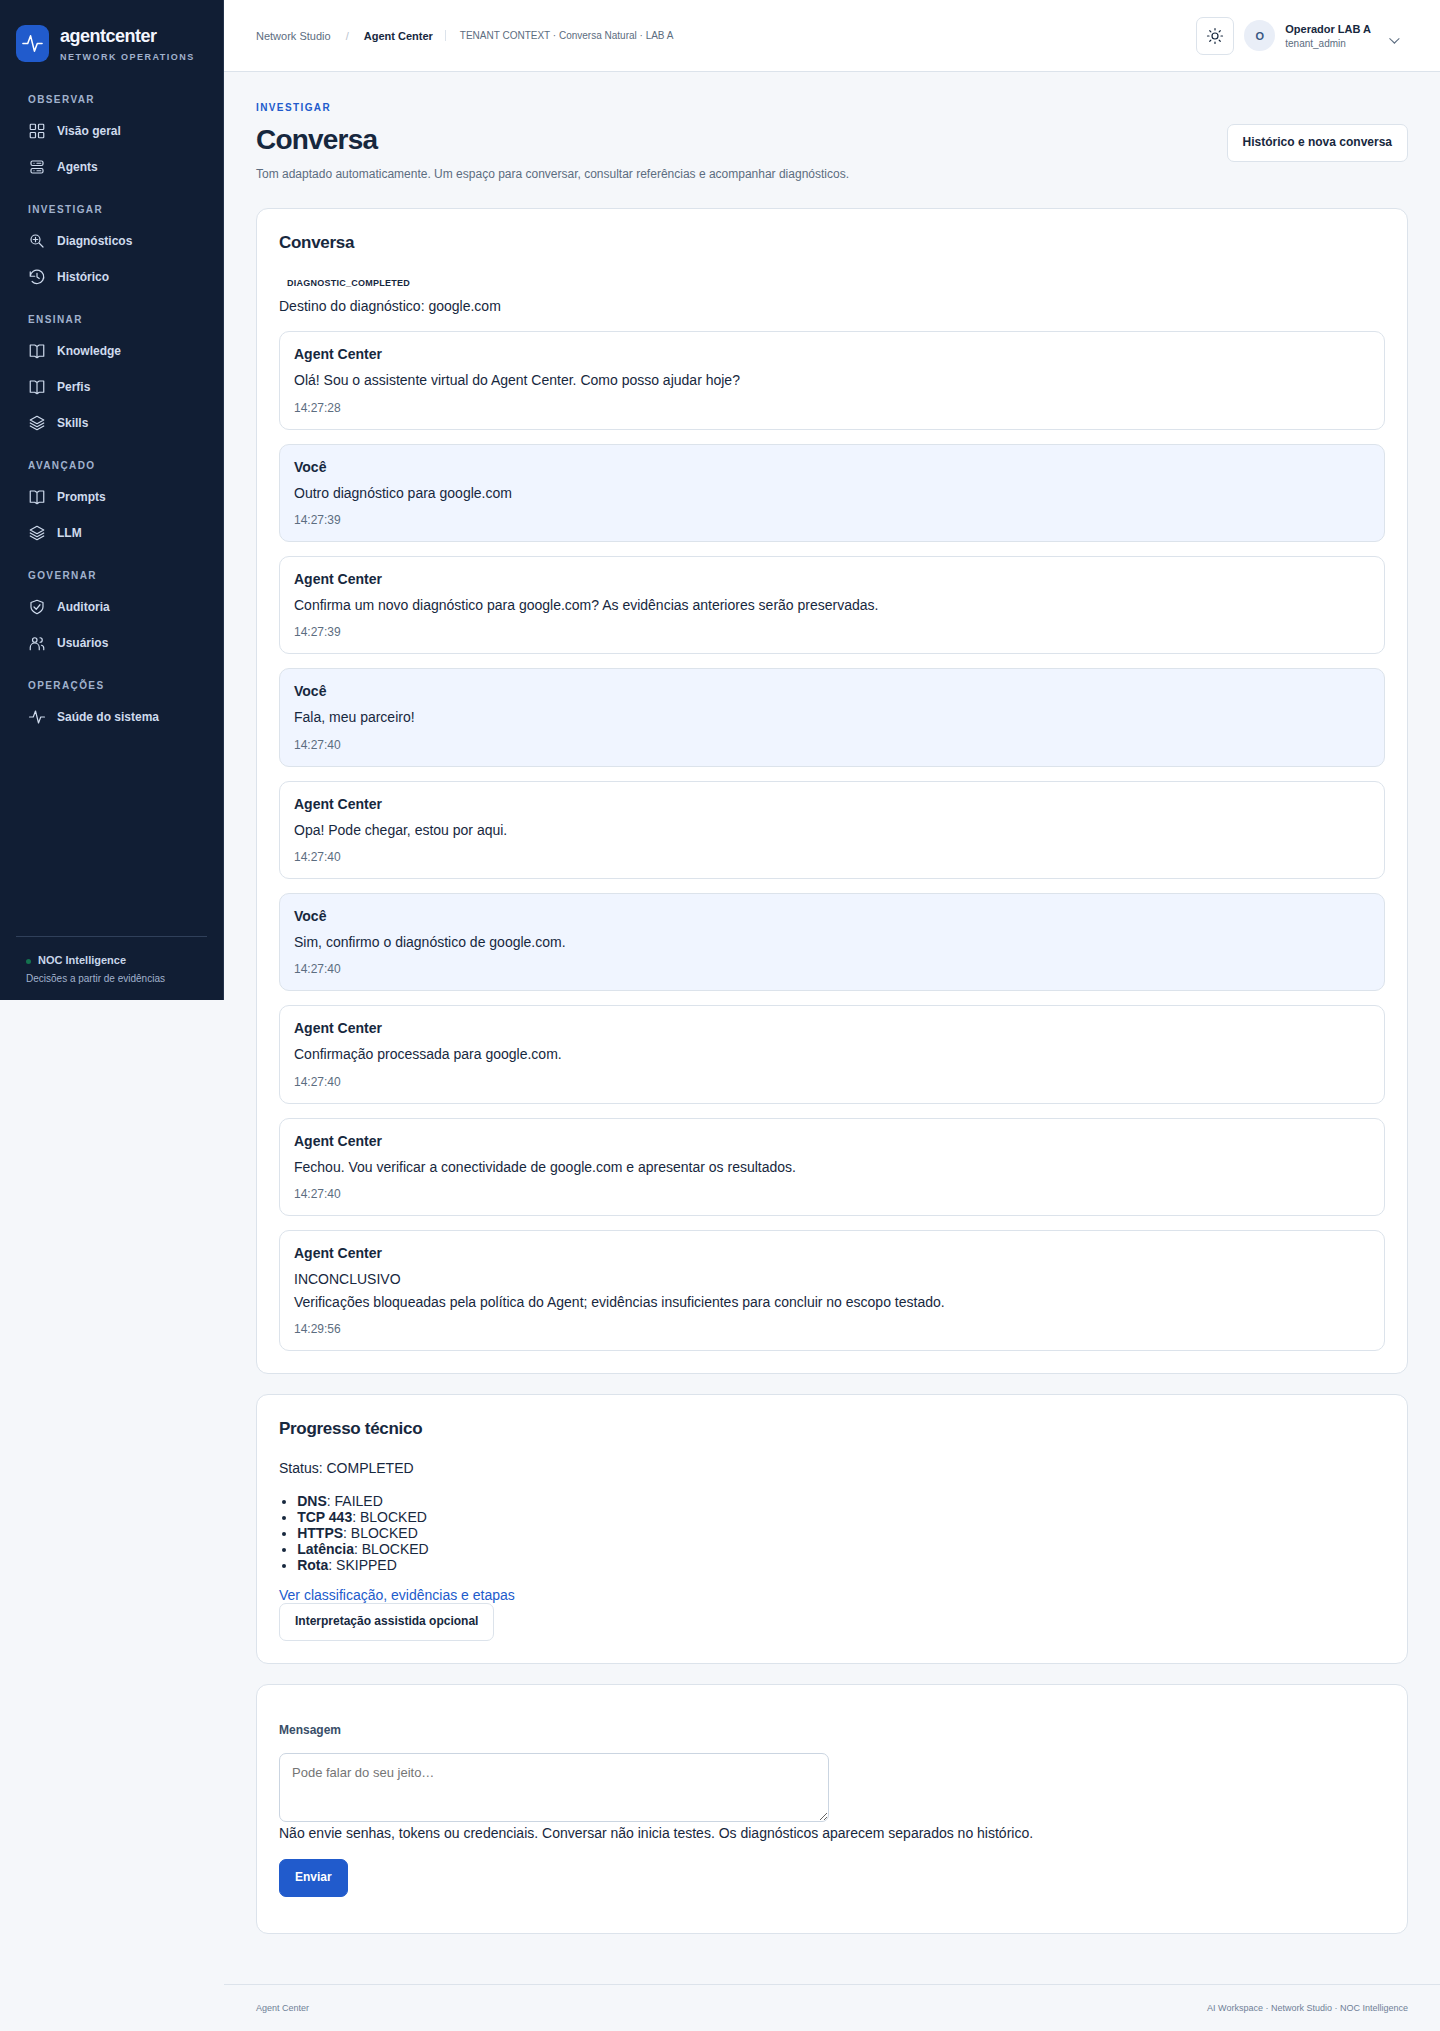 agentcenter
NETWORK OPERATIONS
OBSERVAR
Visão geral
Agents
INVESTIGAR
Diagnósticos
Histórico
ENSINAR
Knowledge
Perfis
Skills
AVANÇADO
Prompts
LLM
GOVERNAR
Auditoria
Usuários
OPERAÇÕES
Saúde do sistema
NOC Intelligence
Decisões a partir de evidências
Network Studio / Agent Center TENANT CONTEXT · Conversa Natural · LAB A
O
Operador LAB A
tenant_admin
INVESTIGAR
Conversa
Histórico e nova conversa
Tom adaptado automaticamente. Um espaço para conversar, consultar referências e acompanhar diagnósticos.
Conversa
DIAGNOSTIC_COMPLETED
Destino do diagnóstico: google.com
Agent Center
Olá! Sou o assistente virtual do Agent Center. Como posso ajudar hoje?
14:27:28
Você
Outro diagnóstico para google.com
14:27:39
Agent Center
Confirma um novo diagnóstico para google.com? As evidências anteriores serão preservadas.
14:27:39
Você
Fala, meu parceiro!
14:27:40
Agent Center
Opa! Pode chegar, estou por aqui.
14:27:40
Você
Sim, confirmo o diagnóstico de google.com.
14:27:40
Agent Center
Confirmação processada para google.com.
14:27:40
Agent Center
Fechou. Vou verificar a conectividade de google.com e apresentar os resultados.
14:27:40
Agent Center
INCONCLUSIVO
Verificações bloqueadas pela política do Agent; evidências insuficientes para concluir no escopo testado.
14:29:56
Progresso técnico
Status: COMPLETED
• DNS: FAILED
• TCP 443: BLOCKED
• HTTPS: BLOCKED
• Latência: BLOCKED
• Rota: SKIPPED
Ver classificação, evidências e etapas
Interpretação assistida opcional
Mensagem
Pode falar do seu jeito…
Não envie senhas, tokens ou credenciais. Conversar não inicia testes. Os diagnósticos aparecem separados no histórico.
Enviar
Agent Center
AI Workspace · Network Studio · NOC Intelligence